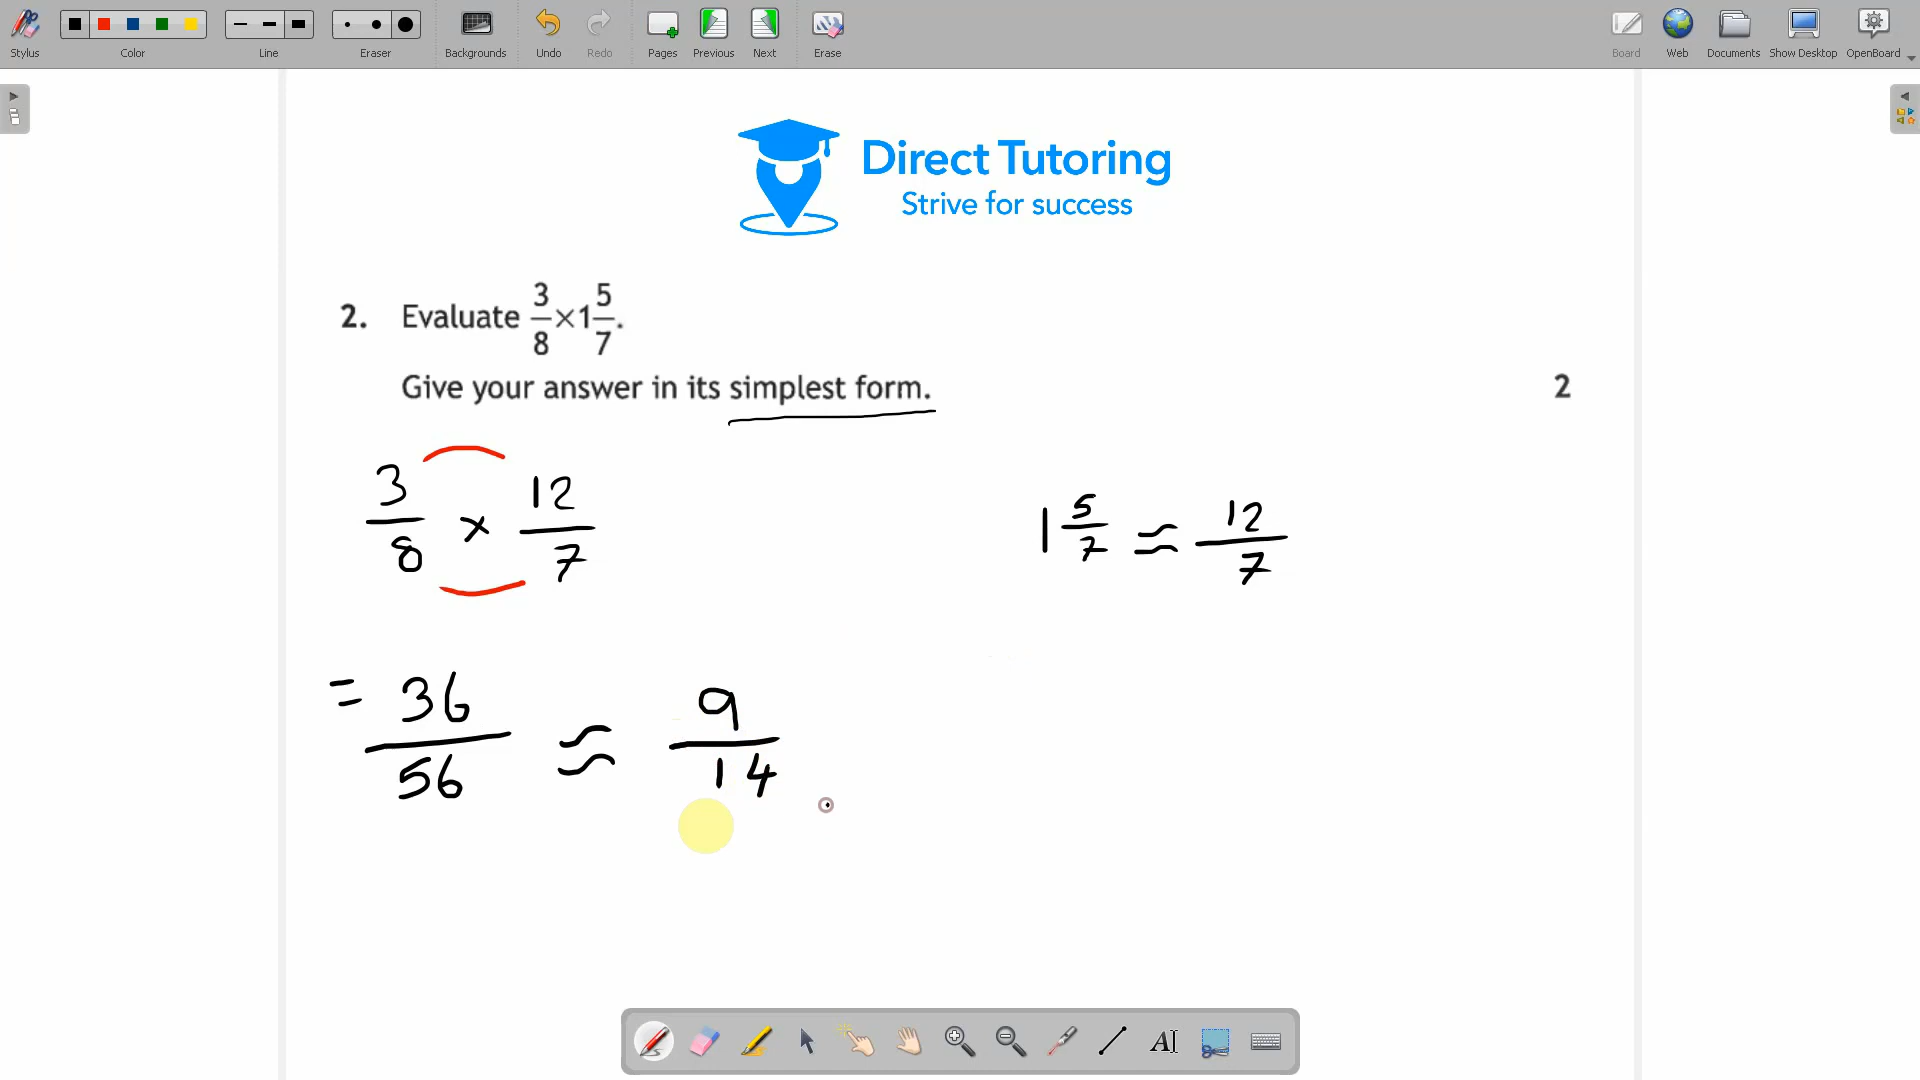 Stylus Color Line Eraser Backgrounds Undo Redo Pages Previous Next Erase Board Web Documents Show Desktop OpenBoard
Direct Tutoring
Strive for success
2. Evaluate 3/8 × 1 5/7.
Give your answer in its simplest form. 2
3/8 × 12/7
1 5/7 ≈ 12/7
= 36/56 ≈ 9/14
AI